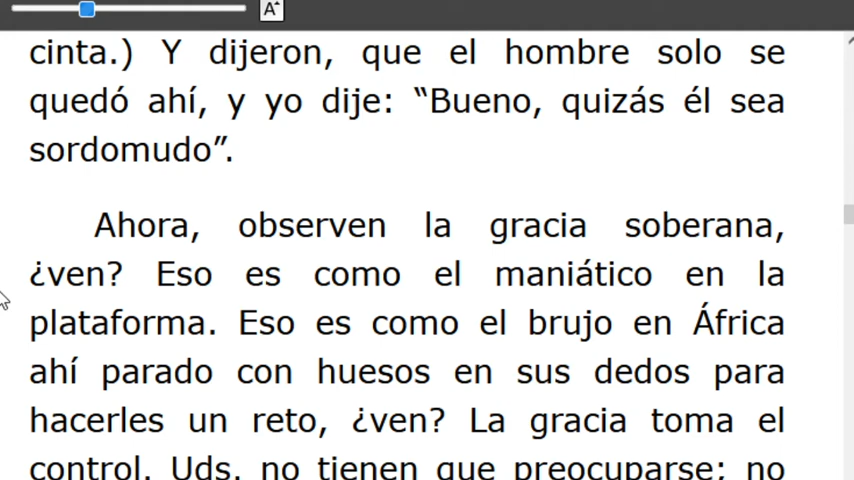 A
cinta.) Y dijeron, que el hombre solo se
quedó ahí, y yo dije: “Bueno, quizás él sea
sordomudo”.
Ahora, observen la gracia soberana,
¿ven? Eso es como el maniático en la
plataforma. Eso es como el brujo en África
ahí parado con huesos en sus dedos para
hacerles un reto, ¿ven? La gracia toma el
control. Uds. no tienen que preocuparse; no